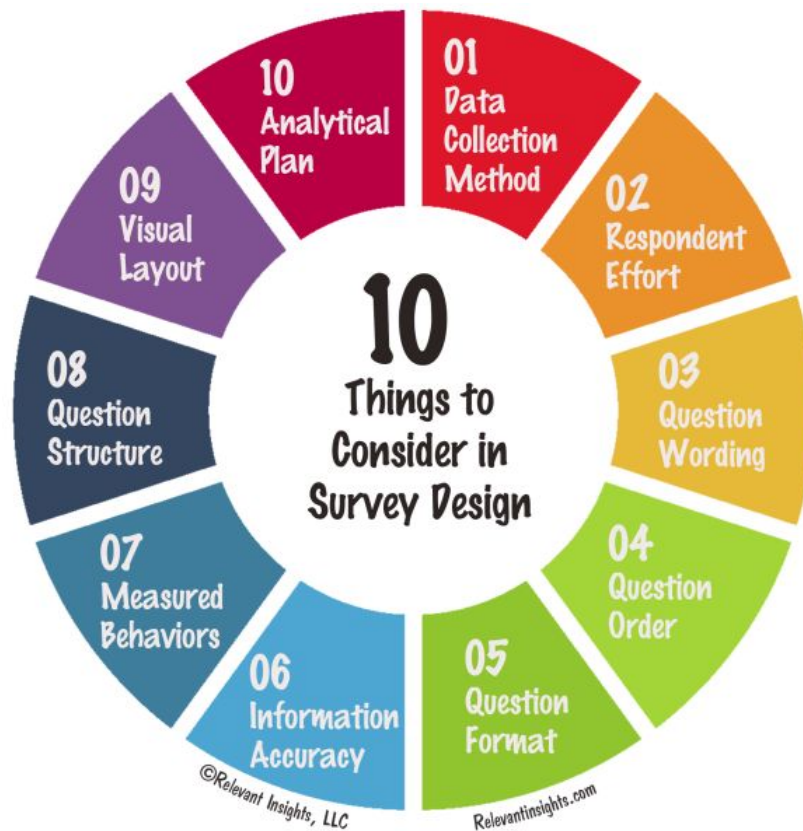 10
Things to
Consider in
Survey Design
01
Data
Collection
Method
02
Respondent
Effort
03
Question
Wording
04
Question
Order
05
Question
Format
06
Information
Accuracy
07
Measured
Behaviors
08
Question
Structure
09
Visual
Layout
10
Analytical
Plan
©Relevant Insights, LLC
Relevantinsights.com